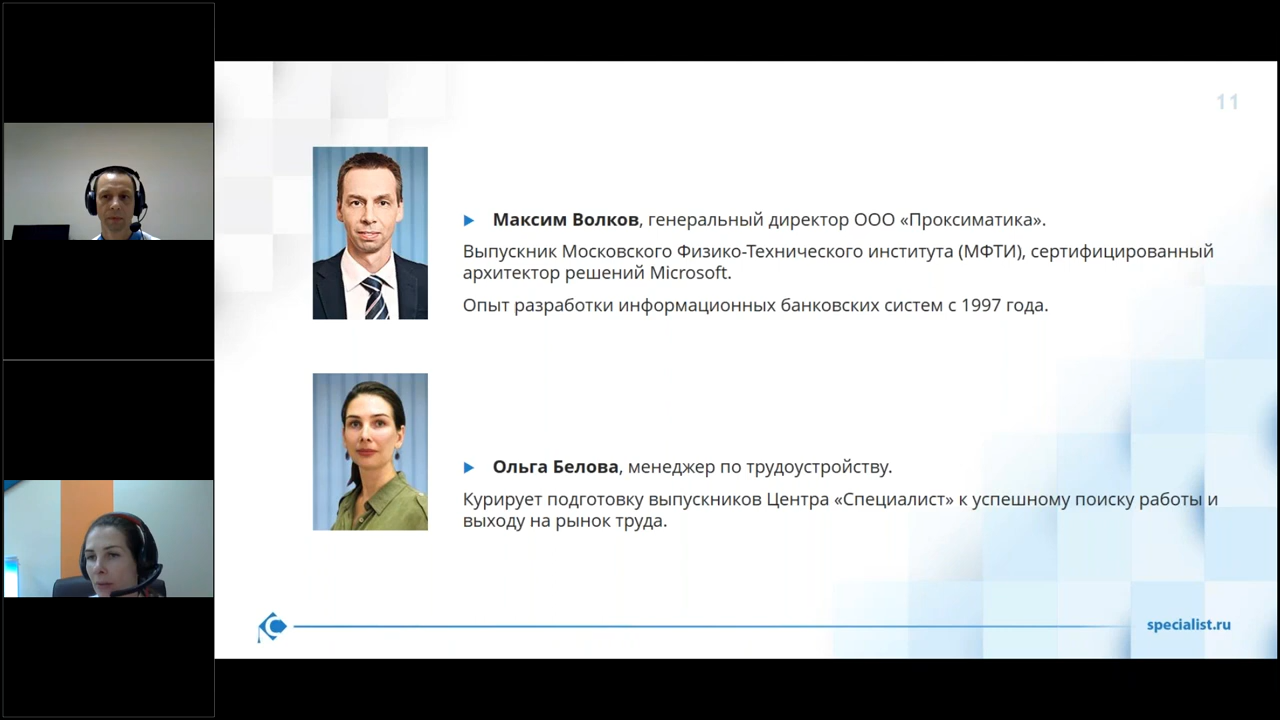 11
Максим Волков, генеральный директор ООО «Проксиматика».
Выпускник Московского Физико-Технического института (МФТИ), сертифицированный
архитектор решений Microsoft.
Опыт разработки информационных банковских систем с 1997 года.
Ольга Белова, менеджер по трудоустройству.
Курирует подготовку выпускников Центра «Специалист» к успешному поиску работы и
выходу на рынок труда.
specialist.ru